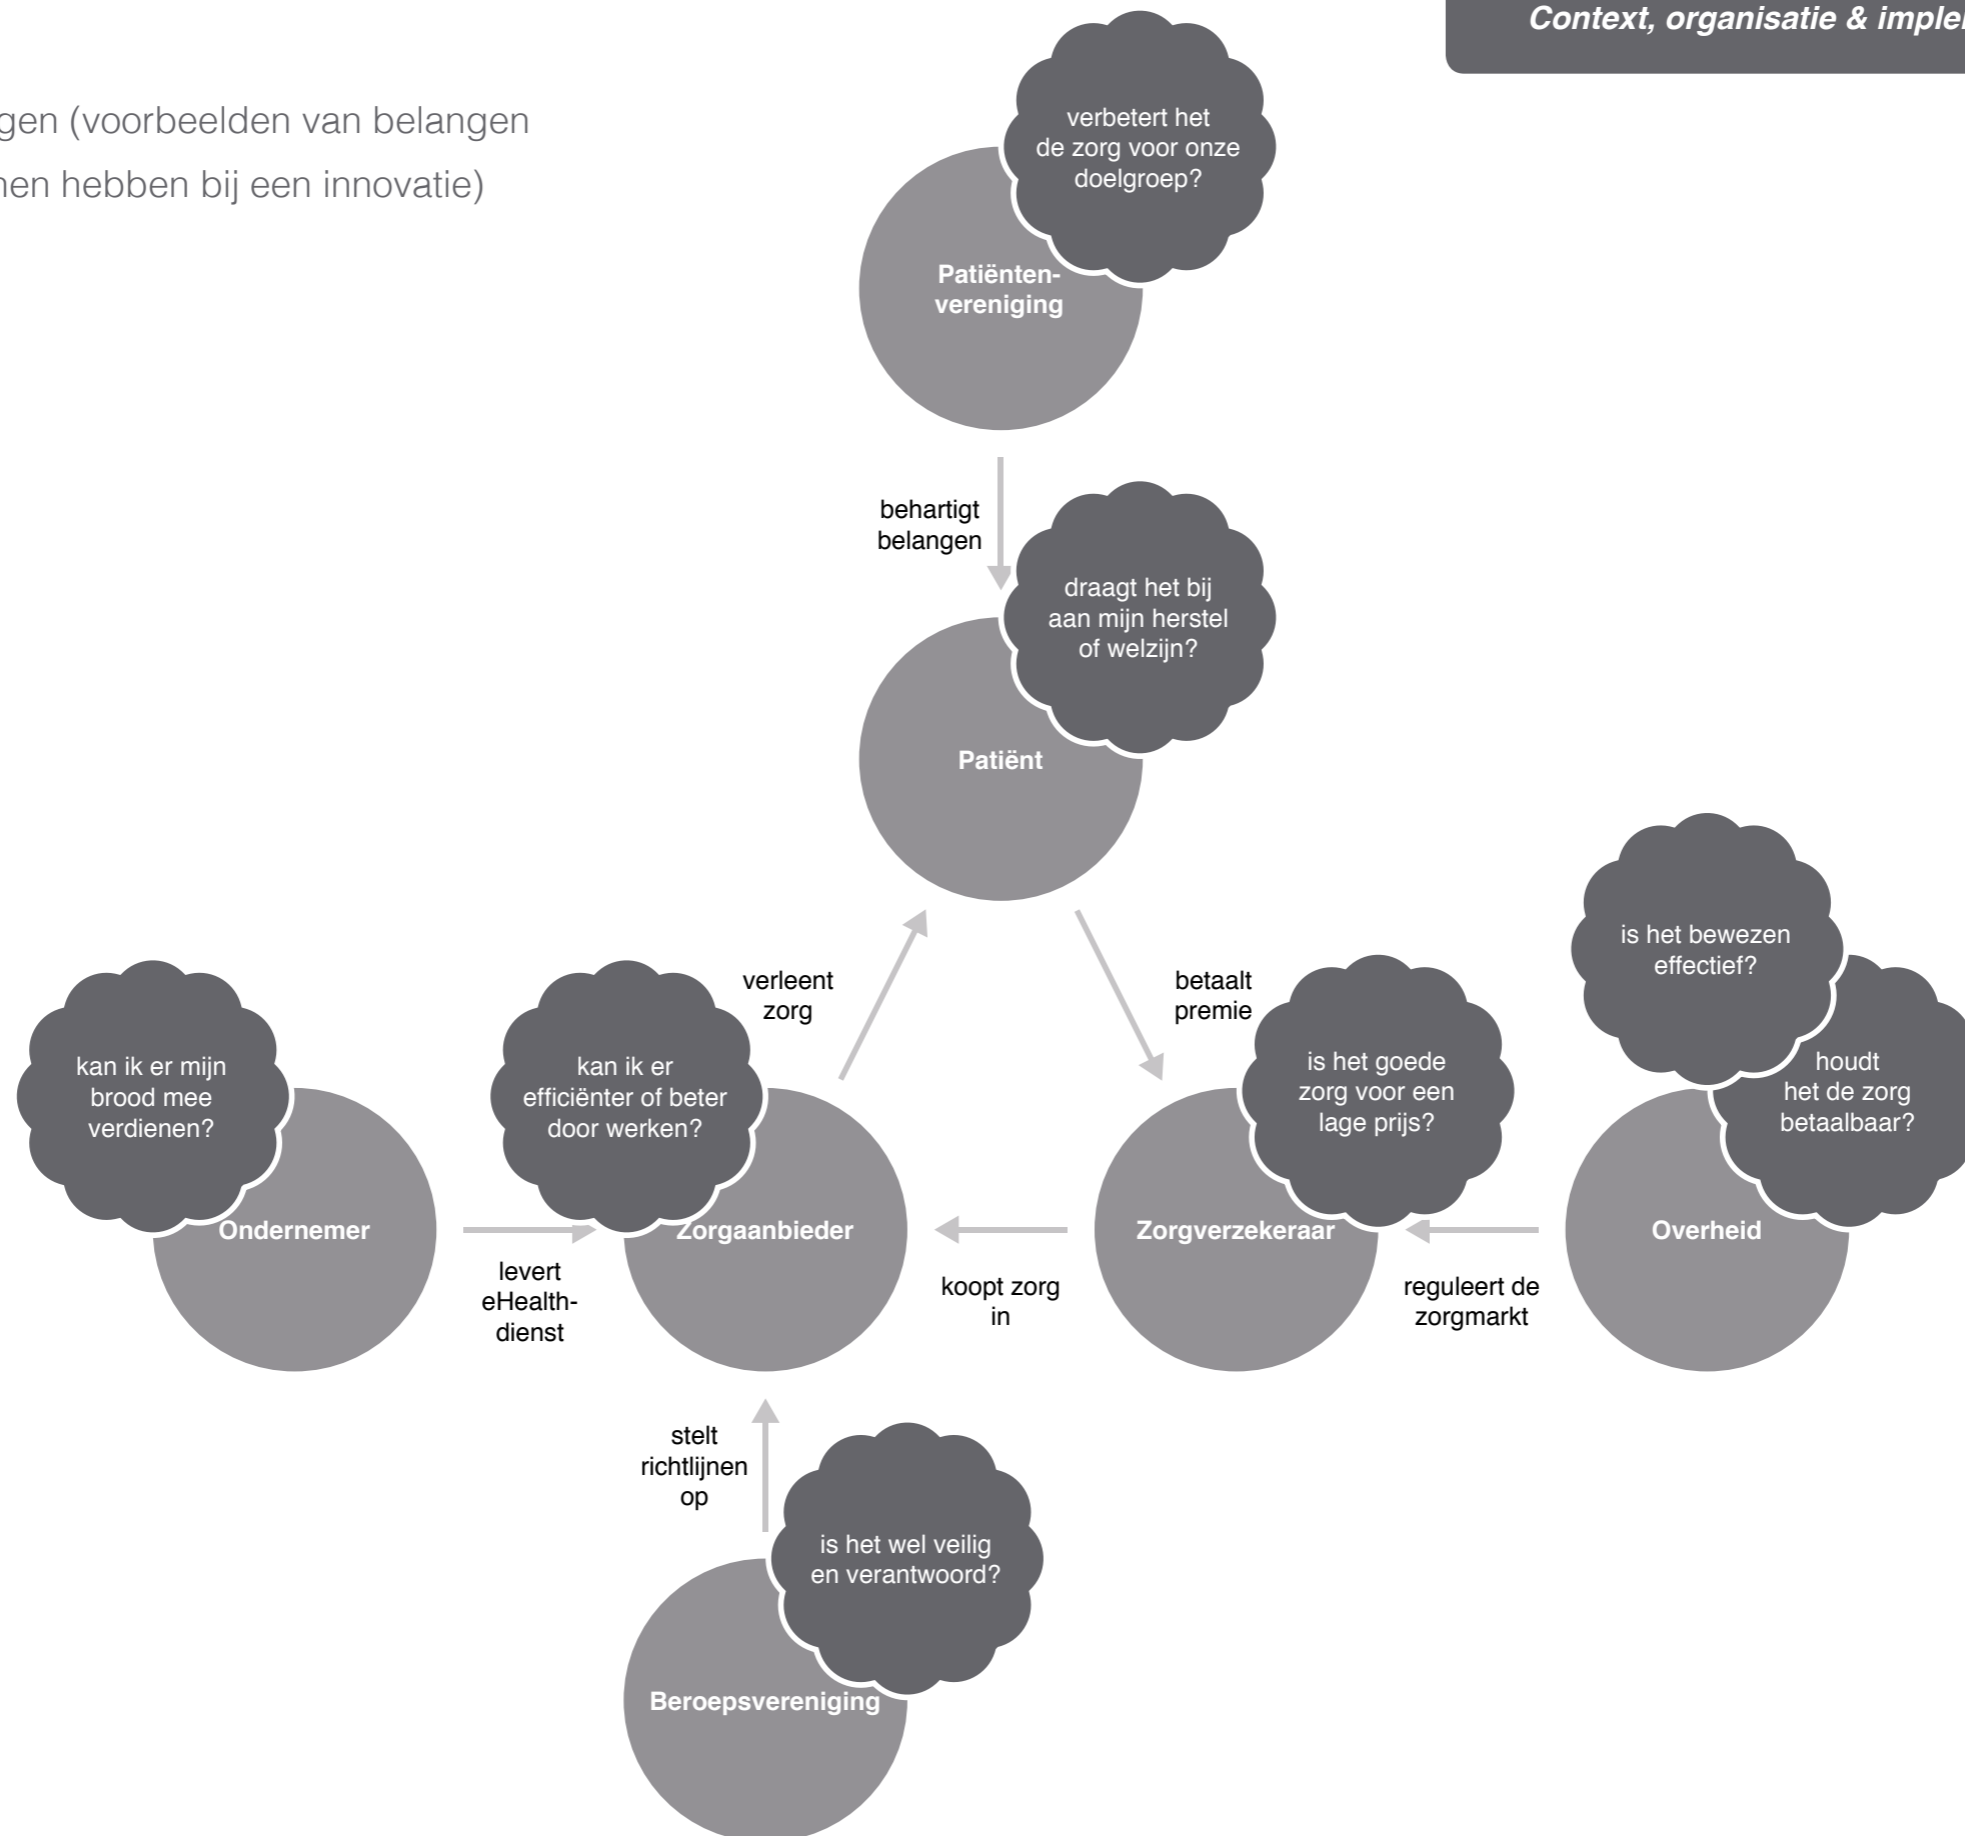 Context, organisatie & imple
gen (voorbeelden van belangen
nen hebben bij een innovatie)
verbetert het
de zorg voor onze
doelgroep?
Patiënten-
vereniging
behartigt
belangen
draagt het bij
aan mijn herstel
of welzijn?
Patiënt
verleent
zorg
betaalt
premie
is het bewezen
effectief?
kan ik er mijn
brood mee
verdienen?
kan ik er
efficiënter of beter
door werken?
is het goede
zorg voor een
lage prijs?
houdt
het de zorg
betaalbaar?
Ondernemer
Zorgaanbieder
Zorgverzekeraar
Overheid
levert
eHealth-
dienst
koopt zorg
in
reguleert de
zorgmarkt
stelt
richtlijnen
op
is het wel veilig
en verantwoord?
Beroepsvereniging